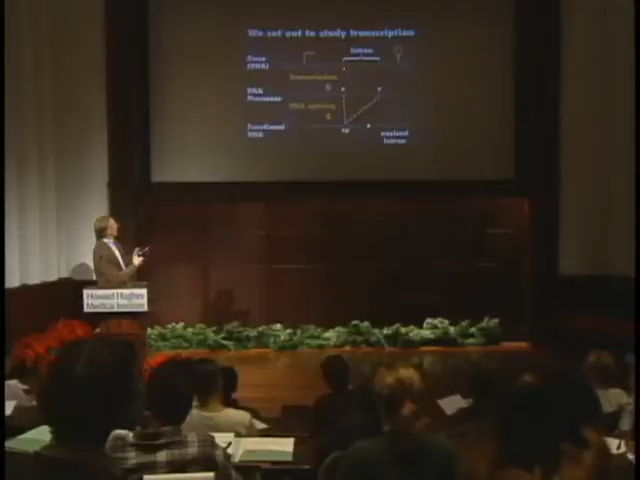 We set out to study transcription
Intron
Gene
(DNA)
Transcription
RNA
Precursor
RNA splicing
Functional
RNA
excised
intron
Howard Hughes
Medical Institute